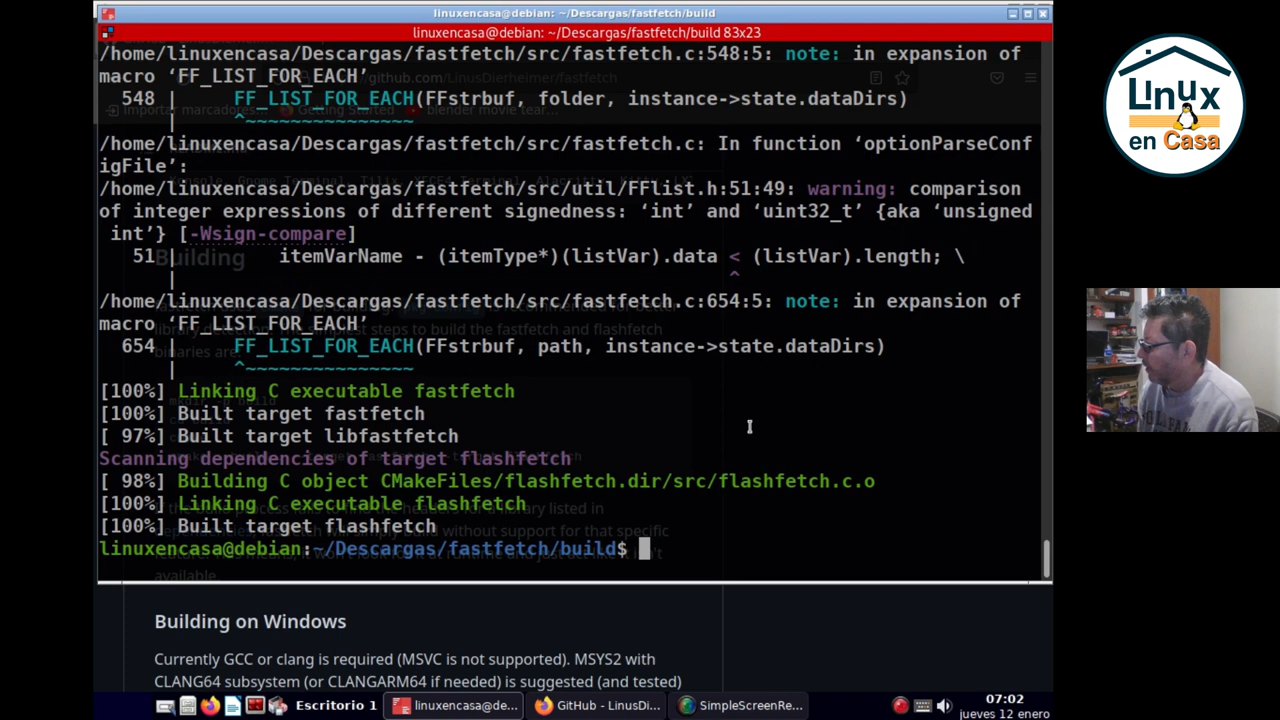 linuxencasa@debian: ~/Descargas/fastfetch/build
linuxencasa@debian: ~/Descargas/fastfetch/build 83x23
/home/linuxencasa/Descargas/fastfetch/src/fastfetch.c:548:5: note: in expansion of
macro ‘FF_LIST_FOR_EACH’
548 | FF_LIST_FOR_EACH(FFstrbuf, folder, instance->state.dataDirs)
| ^~~~~~~~~~~~~~~~
/home/linuxencasa/Descargas/fastfetch/src/fastfetch.c: In function ‘optionParseConf
igFile’:
/home/linuxencasa/Descargas/fastfetch/src/util/FFlist.h:51:49: warning: comparison
of integer expressions of different signedness: ‘int’ and ‘uint32_t’ {aka ‘unsigned
int’} [-Wsign-compare]
51 | itemVarName - (itemType*)(listVar).data < (listVar).length; \
| ^
/home/linuxencasa/Descargas/fastfetch/src/fastfetch.c:654:5: note: in expansion of
macro ‘FF_LIST_FOR_EACH’
654 | FF_LIST_FOR_EACH(FFstrbuf, path, instance->state.dataDirs)
| ^~~~~~~~~~~~~~~~
[100%] Linking C executable fastfetch
[100%] Built target fastfetch
[ 97%] Built target libfastfetch
Scanning dependencies of target flashfetch
[ 98%] Building C object CMakeFiles/flashfetch.dir/src/flashfetch.c.o
[100%] Linking C executable flashfetch
[100%] Built target flashfetch
linuxencasa@debian:~/Descargas/fastfetch/build$
Building on Windows
Currently GCC or clang is required (MSVC is not supported). MSYS2 with
CLANG64 subsystem (or CLANGARM64 if needed) is suggested (and tested)
Escritorio 1
linuxencasa@de...
GitHub - LinusDi...
SimpleScreenRe...
07:02
jueves 12 enero
Linux
en Casa